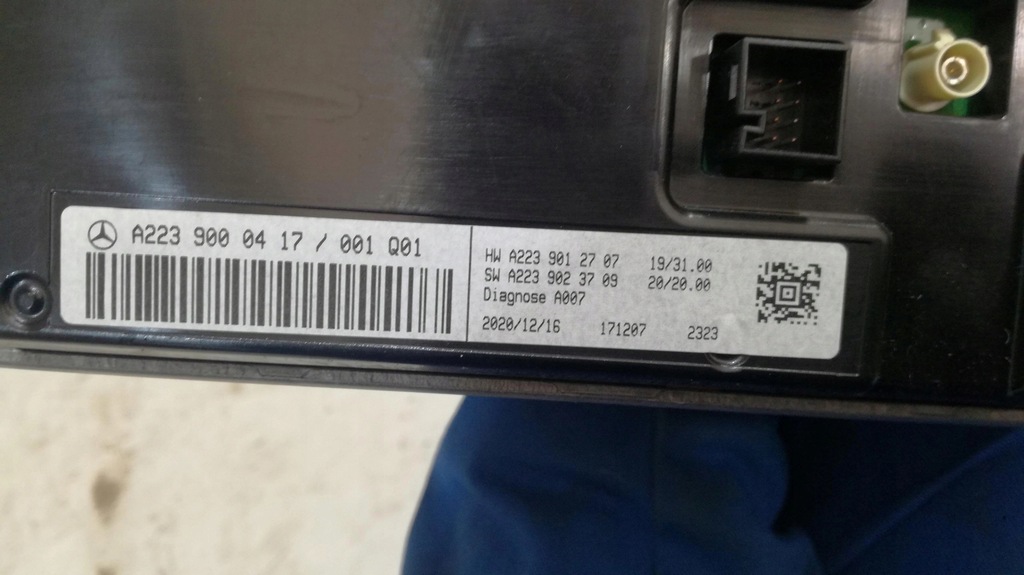 A223 900 04 17 / 001 Q01
HW A223 901 27 07 19/31.00
SW A223 902 37 09 20/20.00
Diagnose A007
2020/12/16 171207 2323